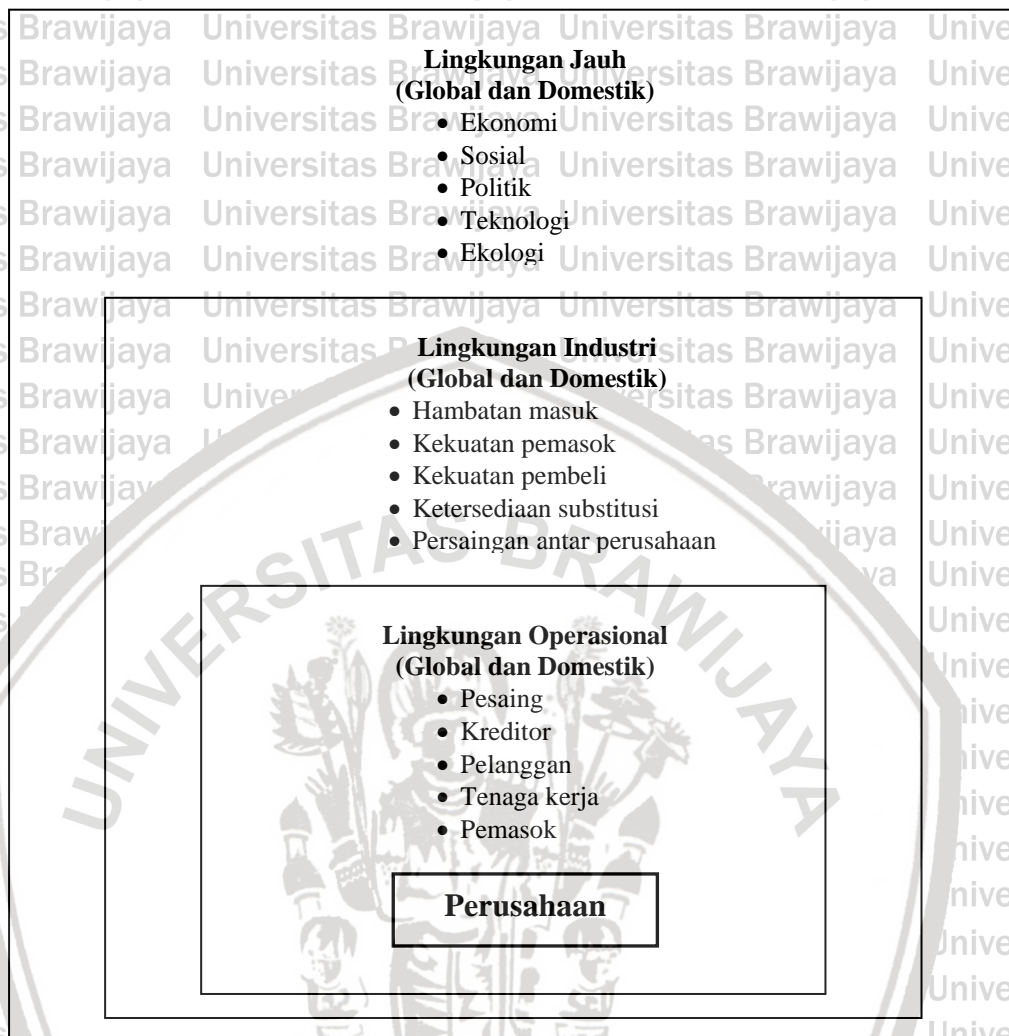 Lingkungan Jauh
(Global dan Domestik)
• Ekonomi
• Sosial
• Politik
• Teknologi
• Ekologi
Lingkungan Industri
(Global dan Domestik)
• Hambatan masuk
• Kekuatan pemasok
• Kekuatan pembeli
• Ketersediaan substitusi
• Persaingan antar perusahaan
Lingkungan Operasional
(Global dan Domestik)
• Pesaing
• Kreditor
• Pelanggan
• Tenaga kerja
• Pemasok
Perusahaan
UNIVERSITAS BRAWIJAYA